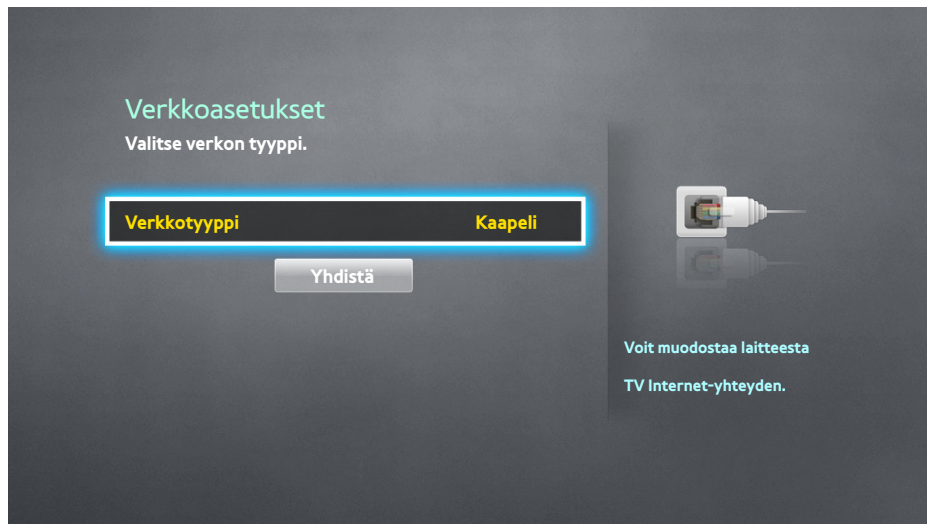 Verkkoasetukset
Valitse verkon tyyppi.
Verkkotyyppi Kaapeli
Yhdistä
Voit muodostaa laitteesta
TV Internet-yhteyden.